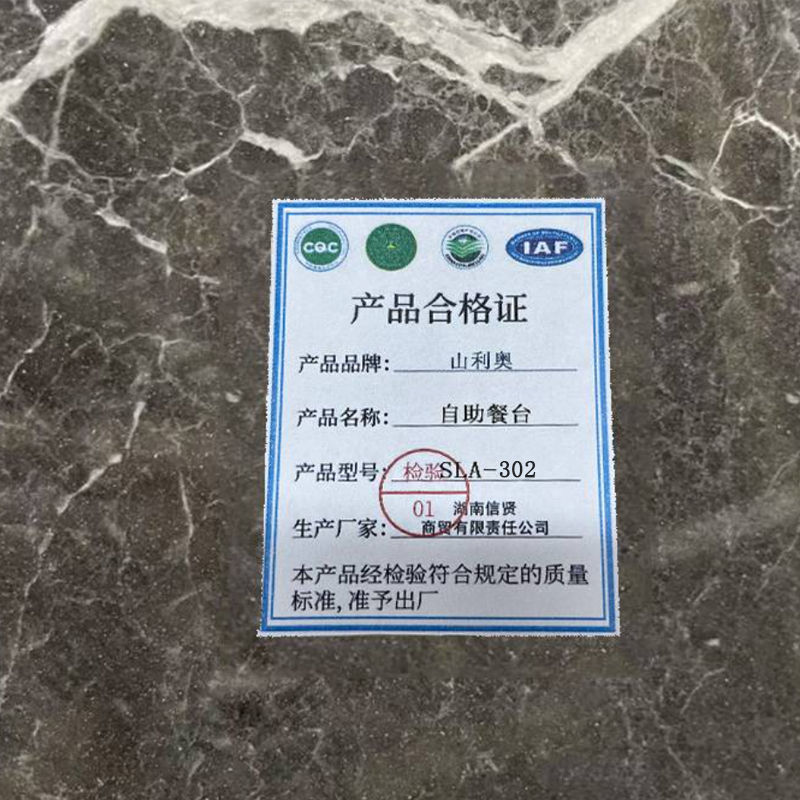 CQC
IAF
产品合格证
产品品牌: 山利奥
产品名称: 自助餐台
产品型号: SLA-302
检验
01
生产厂家: 湖南信贤
商贸有限责任公司
本产品经检验符合规定的质量
标准,准予出厂